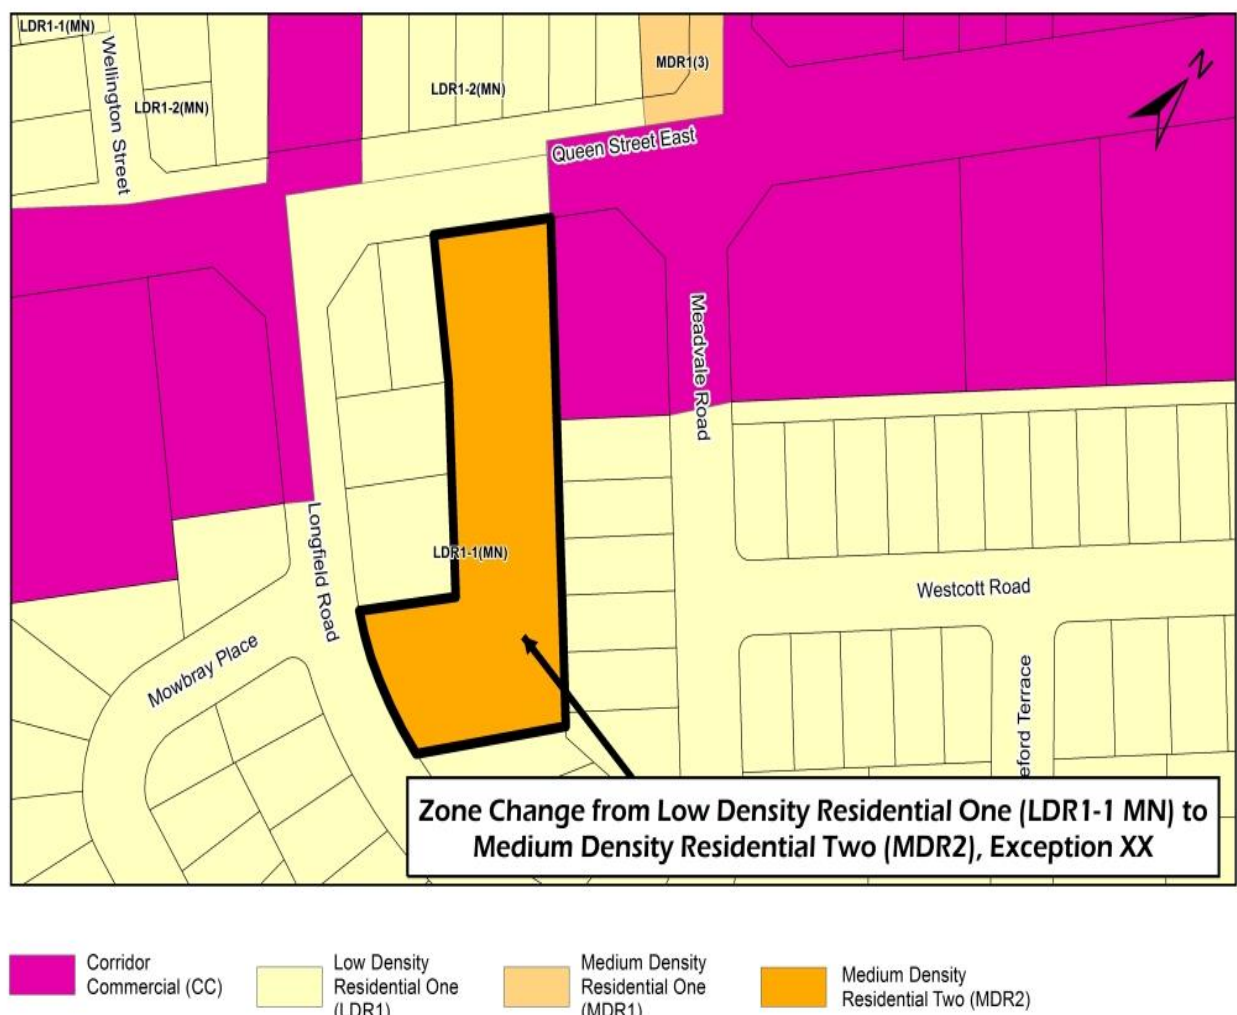 LDR1-1(MN)
Wellington Street
LDR1-2(MN)
LDR1-2(MN)
MDR1(3)
N
Queen Street East
Meadvale Road
LDR1-1(MN)
Longfield Road
Westcott Road
Mowbray Place
eford Terrace
Zone Change from Low Density Residential One (LDR1-1 MN) to
Medium Density Residential Two (MDR2), Exception XX
Corridor
Commercial (CC)
Low Density
Residential One
(LDR1)
Medium Density
Residential One
(MDR1)
Medium Density
Residential Two (MDR2)